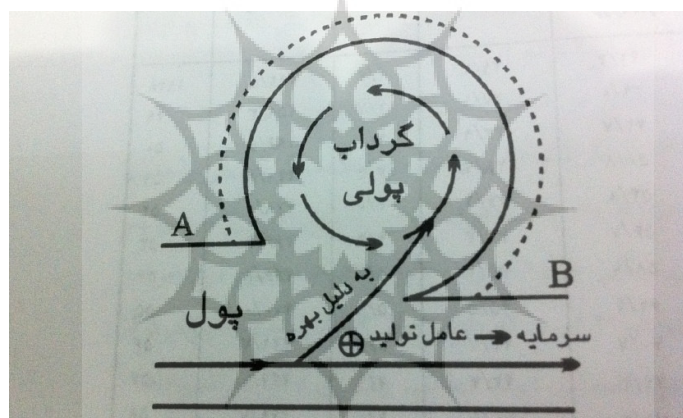 گرداب
پولی
A
B
به دلیل بهره
پول
⊕ عامل تولید → سرمایه